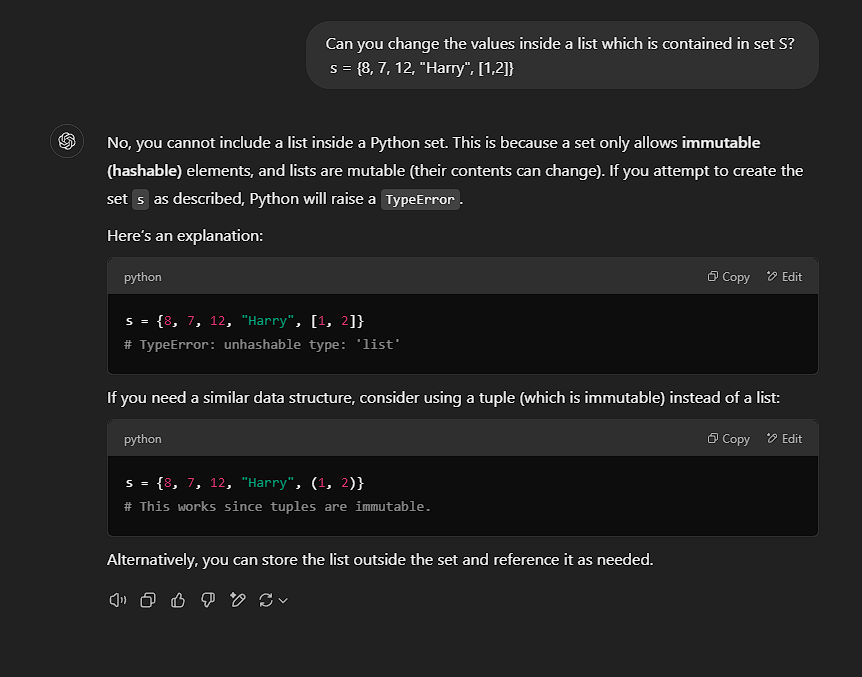 Can you change the values inside a list which is contained in set S?
s = {8, 7, 12, "Harry", [1,2]}
No, you cannot include a list inside a Python set. This is because a set only allows immutable
(hashable) elements, and lists are mutable (their contents can change). If you attempt to create the
set s as described, Python will raise a TypeError.
Here's an explanation:
python Copy Edit
s = {8, 7, 12, "Harry", [1, 2]}
# TypeError: unhashable type: 'list'
If you need a similar data structure, consider using a tuple (which is immutable) instead of a list:
python Copy Edit
s = {8, 7, 12, "Harry", (1, 2)}
# This works since tuples are immutable.
Alternatively, you can store the list outside the set and reference it as needed.